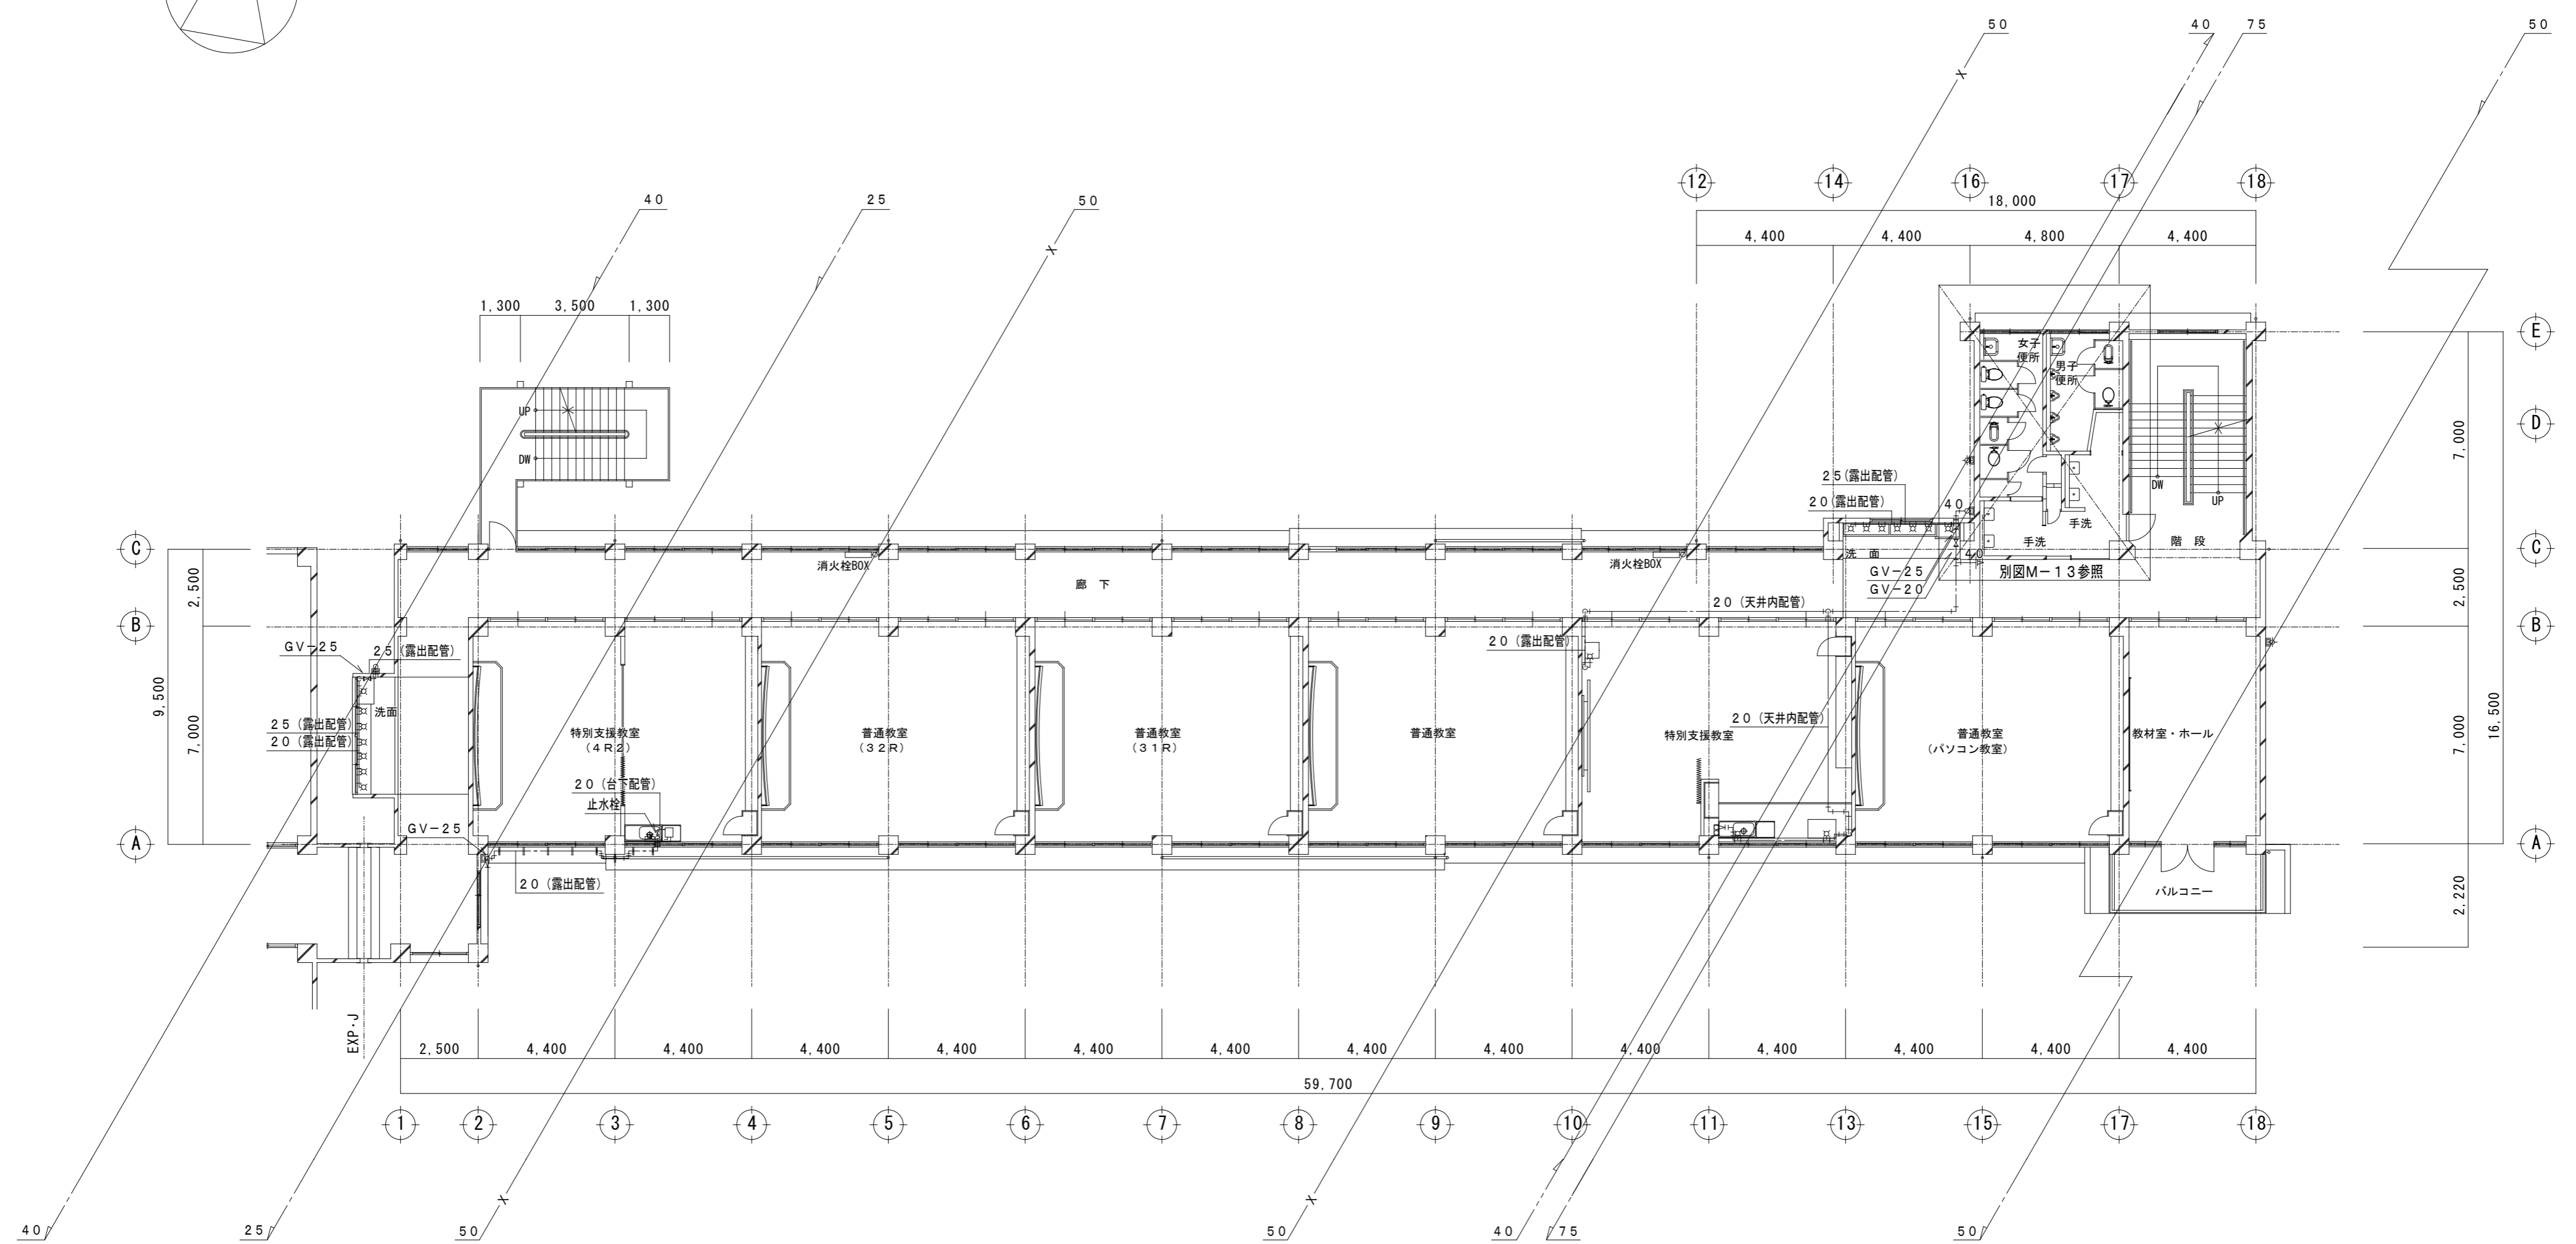 50
40
75
50
12
14
16
17
18
18,000
40
25
50
4,400
4,400
4,800
4,400
1,300
3,500
1,300
E
女子
便所
男子
便所
UP
DW
D
7,000
25(露出配管)
20(露出配管)
40
DW
UP
手洗
手洗
階 段
C
C
洗 面
40
消火栓BOX
消火栓BOX
GV-25
GV-20
別図M-13参照
廊 下
2,500
2,500
20(天井内配管)
B
B
GV-25
25(露出配管)
20(露出配管)
9,500
7,000
洗面
25(露出配管)
20(露出配管)
特別支援教室
(4R2)
普通教室
(32R)
普通教室
(31R)
普通教室
特別支援教室
20(天井内配管)
普通教室
(パソコン教室)
教材室・ホール
7,000
16,500
20(台下配管)
止水栓
GV-25
A
A
20(露出配管)
バルコニー
2,220
EXP.J
2,500
4,400
4,400
4,400
4,400
4,400
4,400
4,400
4,400
4,400
4,400
4,400
4,400
4,400
59,700
1
2
3
4
5
6
7
8
9
10
11
13
15
17
18
40
25
50
50
40
75
50